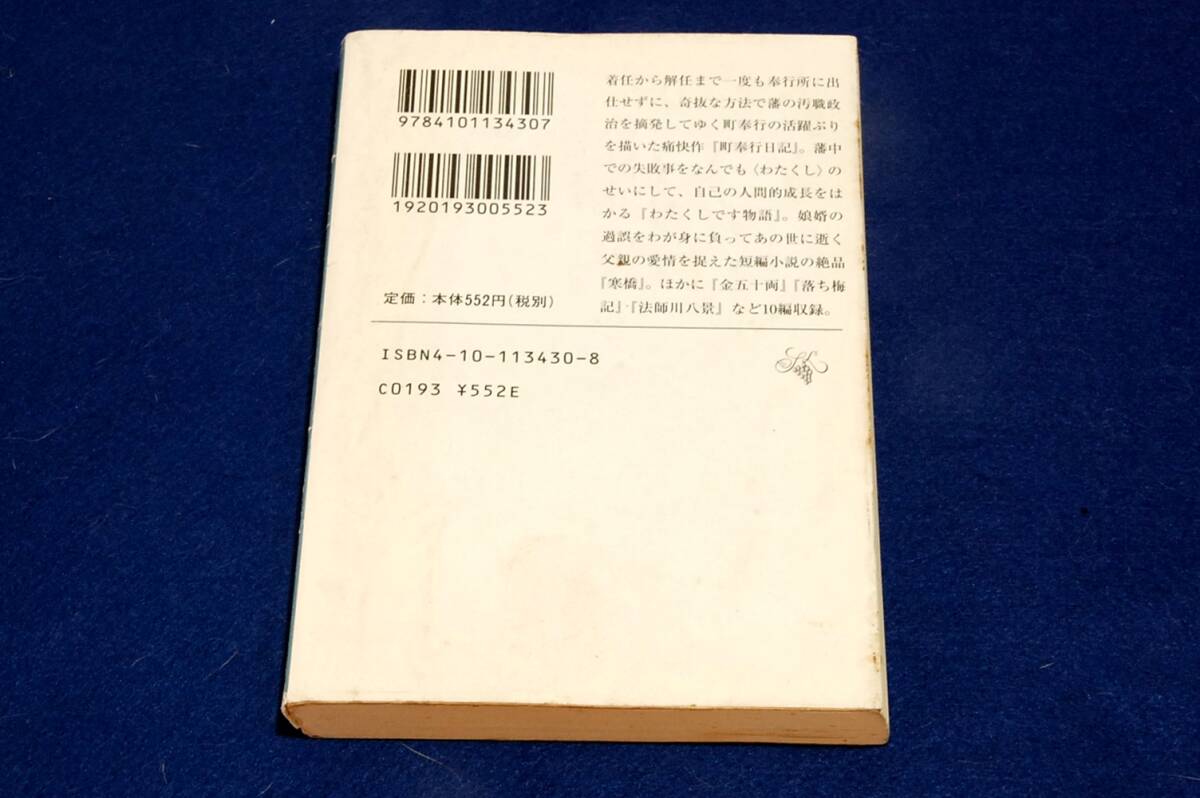 9784101134307
1920193005523
定価：本体552円(税別)
着任から解任まで一度も奉行所に出
仕せずに、奇抜な方法で藩の汚職政
治を摘発してゆく町奉行の活躍ぶり
を描いた痛快作『町奉行日記』。藩中
での失敗事をなんでも〈わたくし〉の
せいにして、自己の人間的成長をは
かる『わたくしです物語』。娘婿の
過誤をわが身に負ってあの世に逝く
父親の愛情を捉えた短編小説の絶品
『寒橋』。ほかに『金五十両』『落ち梅
記』『法師川八景』など10編収録。
ISBN4-10-113430-8
C0193 ¥552E